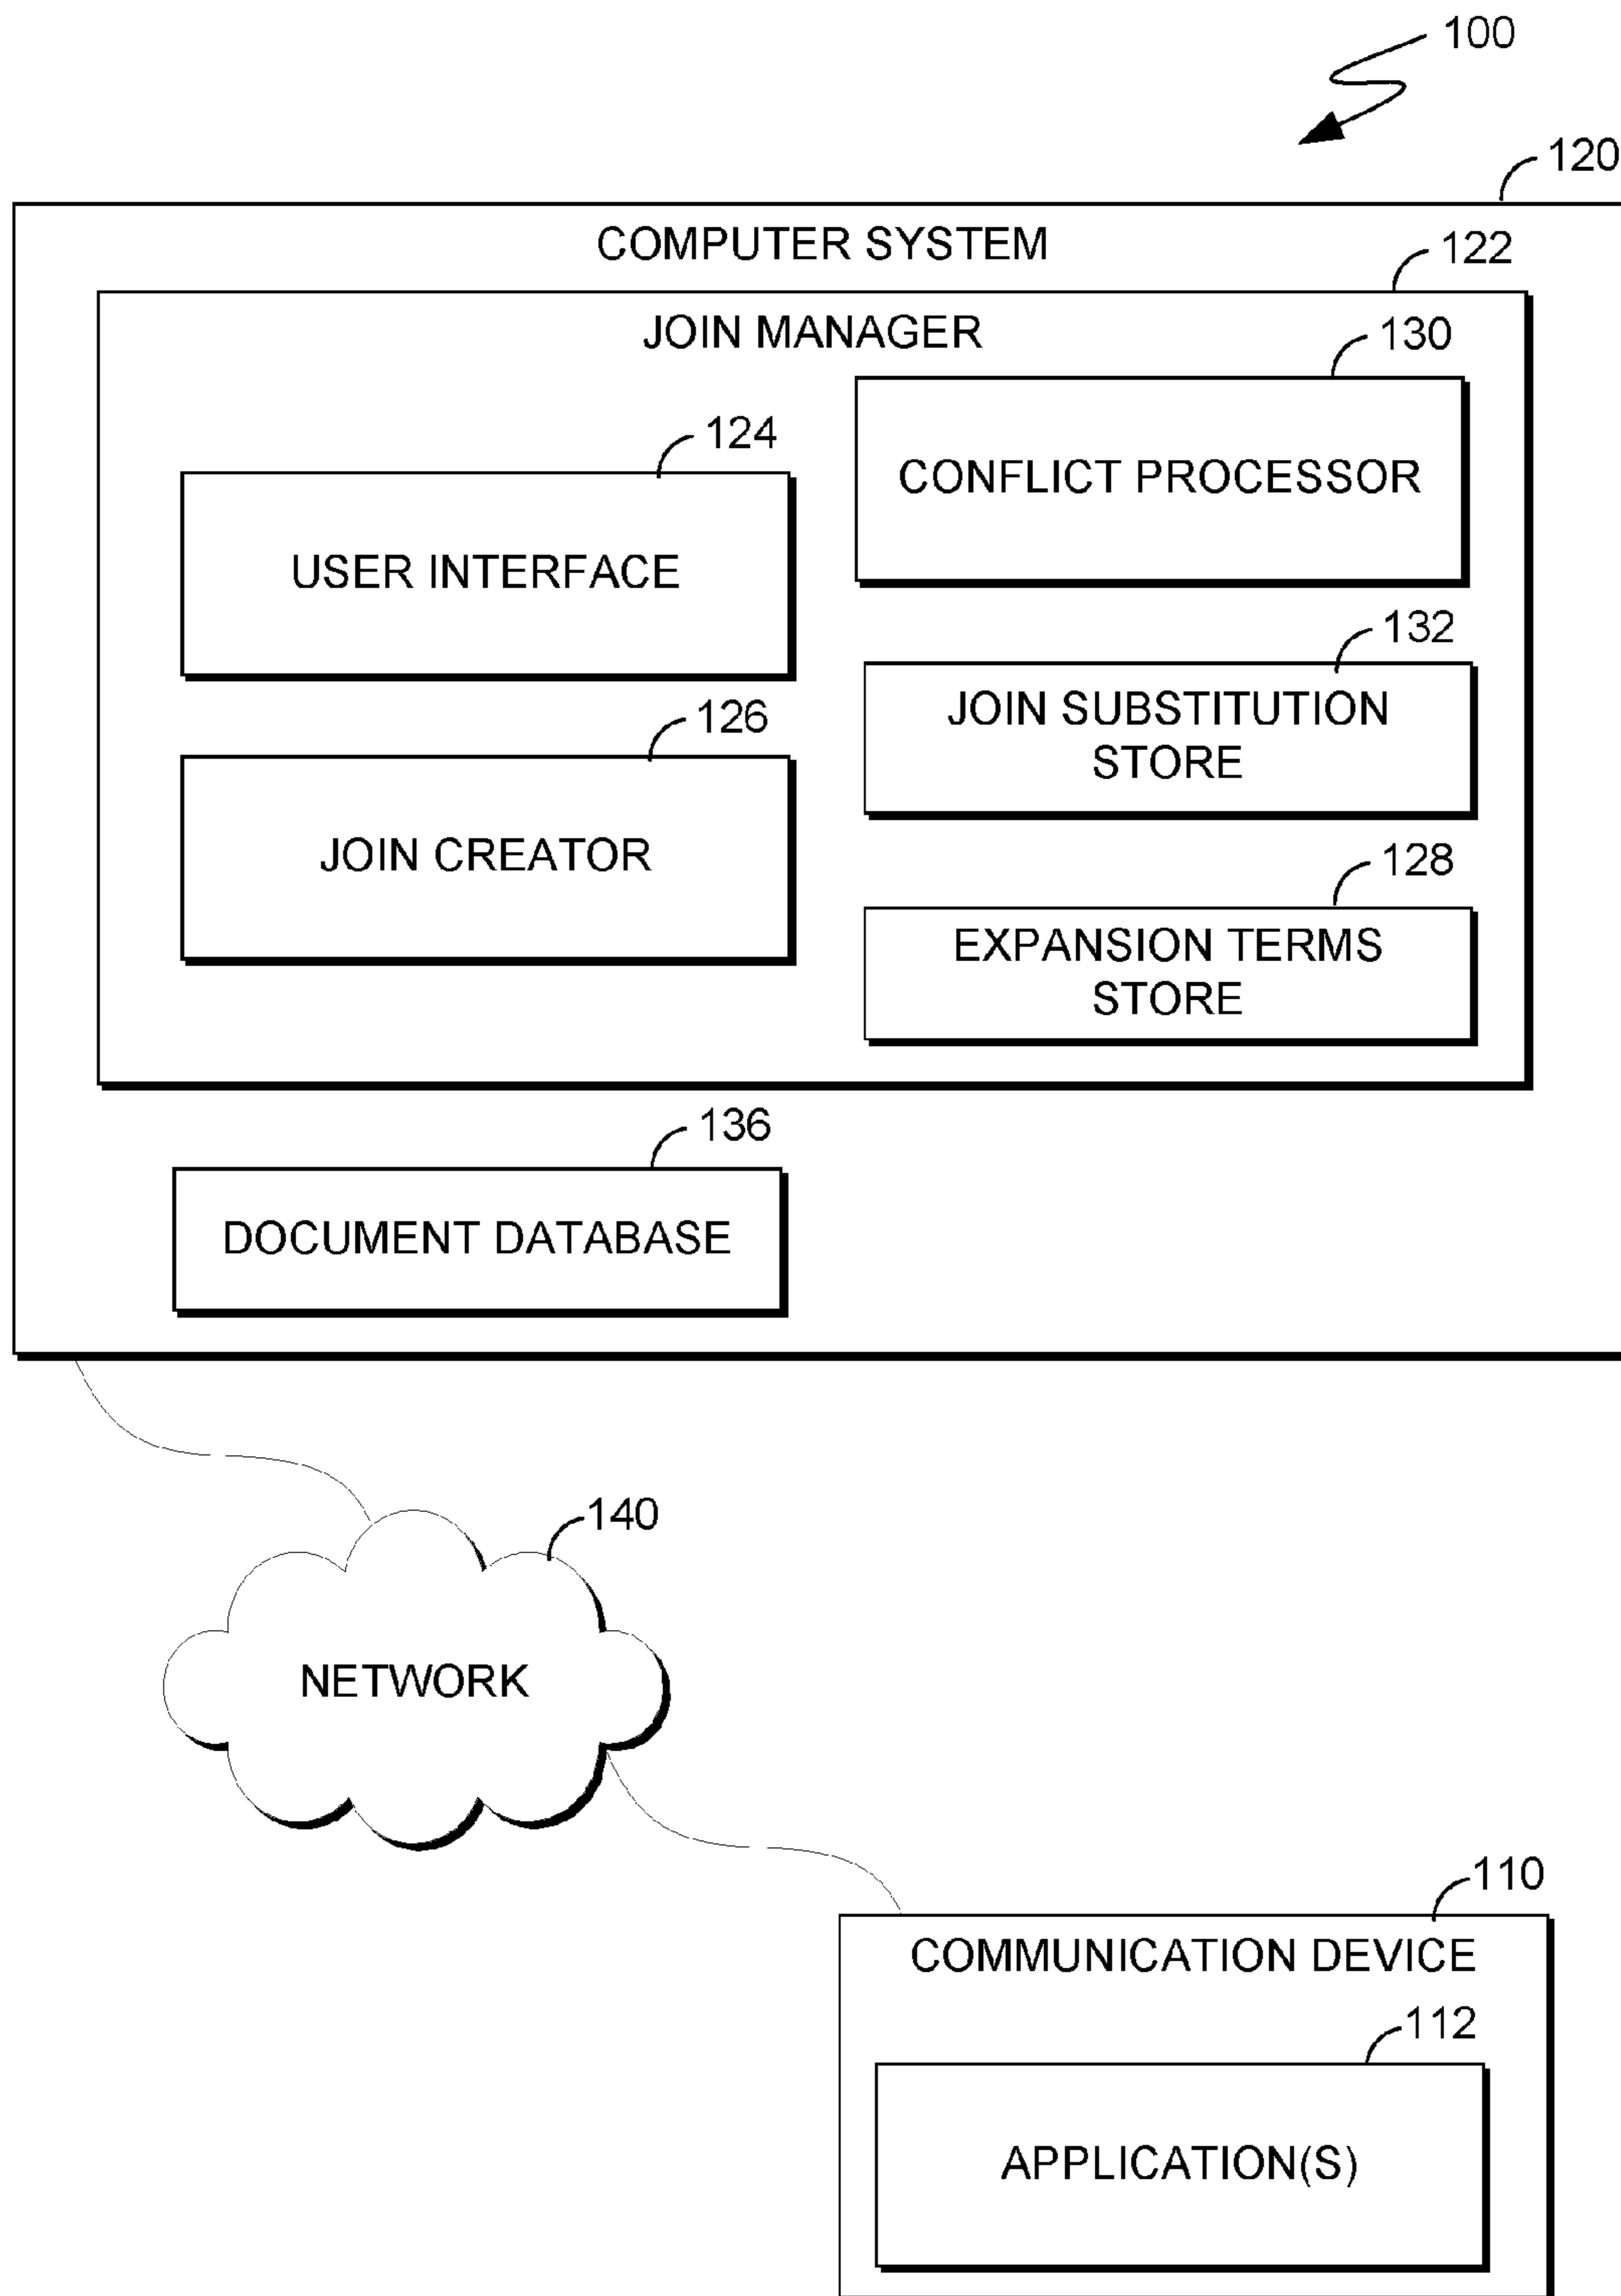 100
120
COMPUTER SYSTEM
122
JOIN MANAGER
130
CONFLICT PROCESSOR
124
USER INTERFACE
132
JOIN SUBSTITUTION
STORE
126
JOIN CREATOR
128
EXPANSION TERMS
STORE
136
DOCUMENT DATABASE
140
NETWORK
110
COMMUNICATION DEVICE
112
APPLICATION(S)